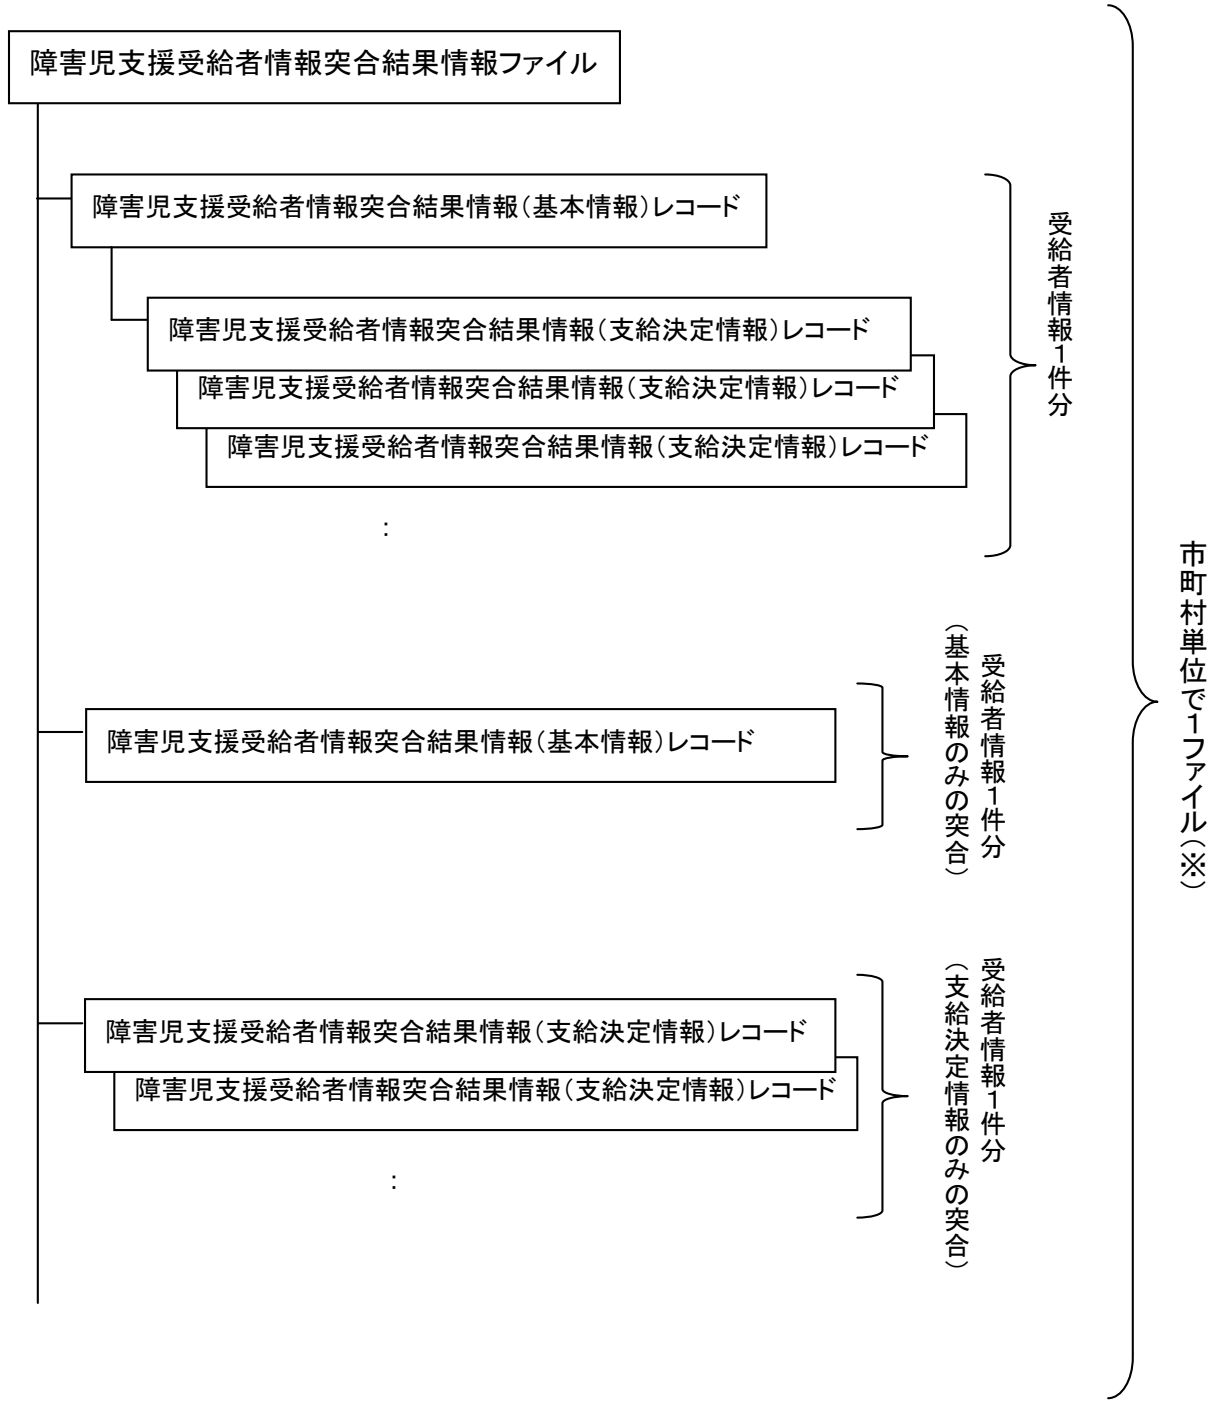 障害児支援受給者情報突合結果情報ファイル
障害児支援受給者情報突合結果情報（基本情報）レコード
障害児支援受給者情報突合結果情報（支給決定情報）レコード
障害児支援受給者情報突合結果情報（支給決定情報）レコード
障害児支援受給者情報突合結果情報（支給決定情報）レコード
：
受給者情報１件分
障害児支援受給者情報突合結果情報（基本情報）レコード
受給者情報１件分
（基本情報のみの突合）
障害児支援受給者情報突合結果情報（支給決定情報）レコード
障害児支援受給者情報突合結果情報（支給決定情報）レコード
：
受給者情報１件分
（支給決定情報のみの突合）
市町村単位で１ファイル（※）